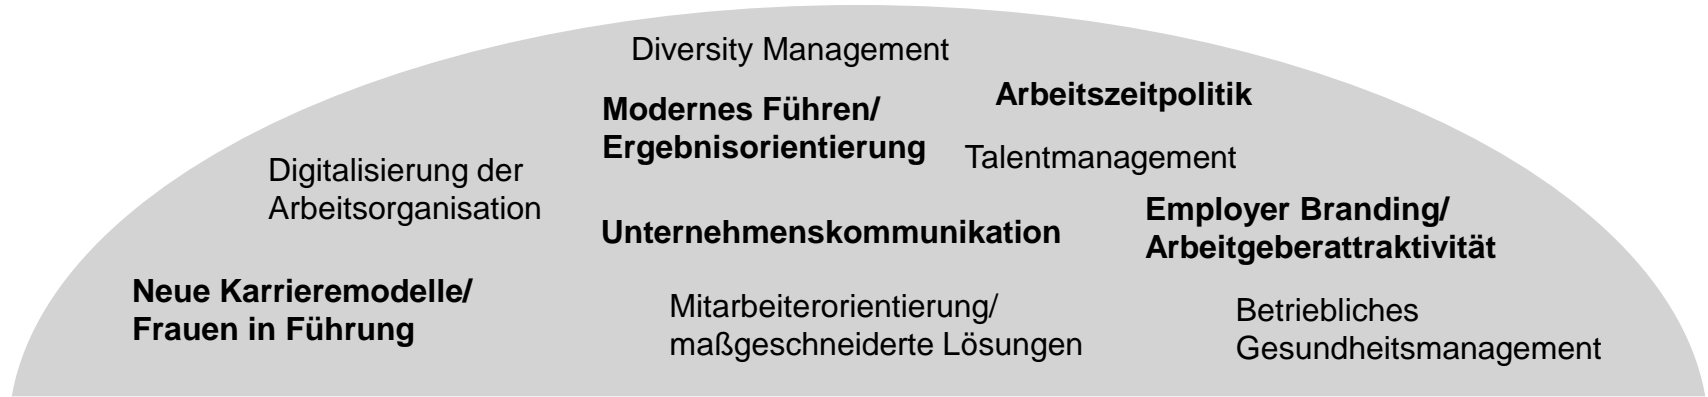 Diversity Management
Arbeitszeitpolitik
Modernes Führen/
Ergebnisorientierung
Talentmanagement
Digitalisierung der
Arbeitsorganisation
Unternehmenskommunikation
Employer Branding/
Arbeitgeberattraktivität
Neue Karrieremodelle/
Frauen in Führung
Mitarbeiterorientierung/
maßgeschneiderte Lösungen
Betriebliches
Gesundheitsmanagement